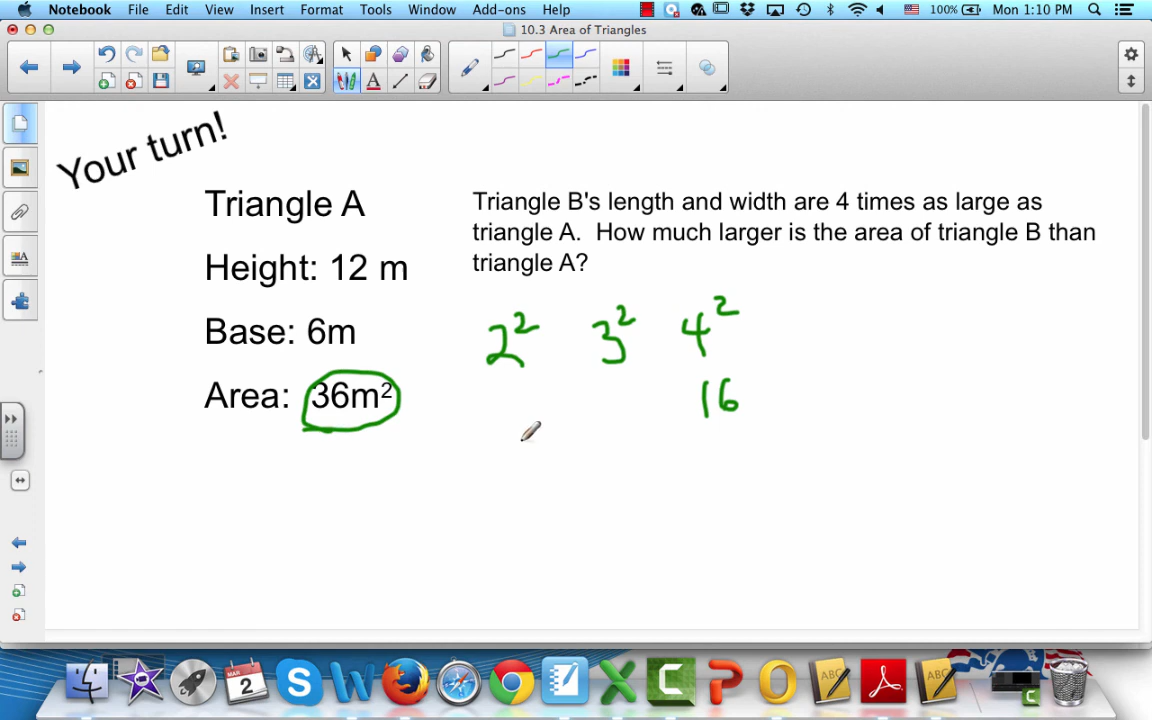 Notebook File Edit View Insert Format Tools Window Add-ons Help 100% Mon 1:10 PM
10.3 Area of Triangles
Your turn!
Triangle A
Height: 12 m
Base: 6m
Area: 36m²
Triangle B's length and width are 4 times as large as
triangle A. How much larger is the area of triangle B than
triangle A?
2² 3² 4²
16
MAR
2